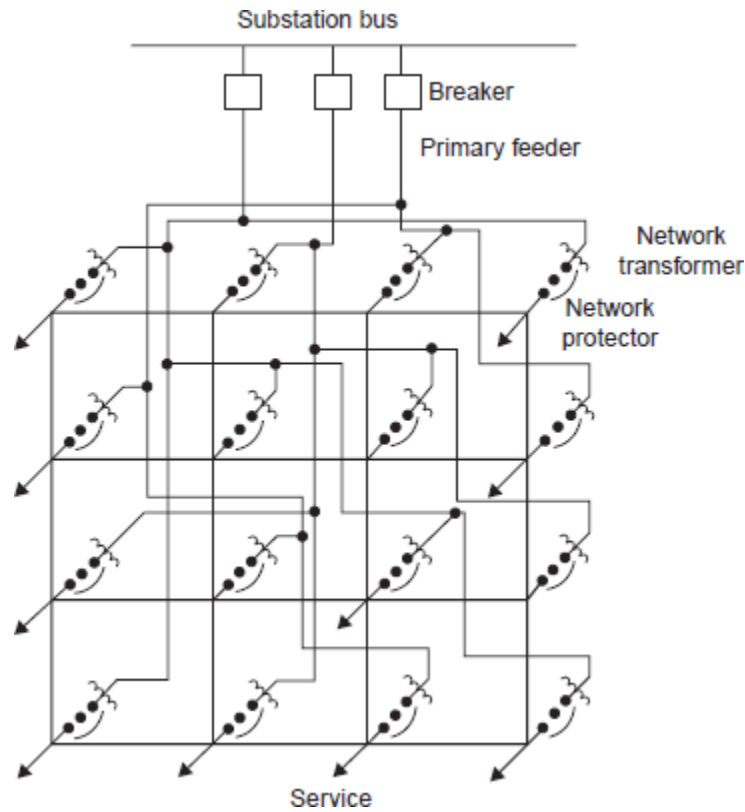 Substation bus
Breaker
Primary feeder
Network
transformer
Network
protector
Service